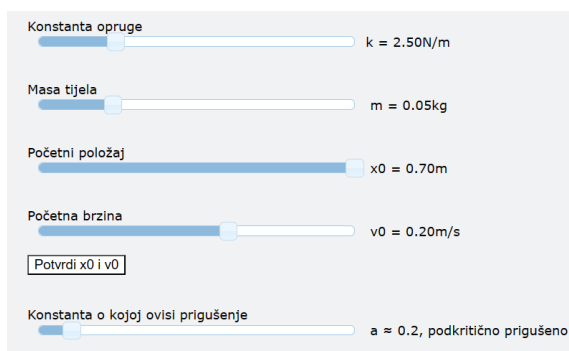 Konstanta opruge
k = 2.50N/m
Masa tijela
m = 0.05kg
Početni položaj
x0 = 0.70m
Početna brzina
v0 = 0.20m/s
Potvrdi x0 i v0
Konstanta o kojoj ovisi prigušenje
a ≈ 0.2, podkritično prigušeno